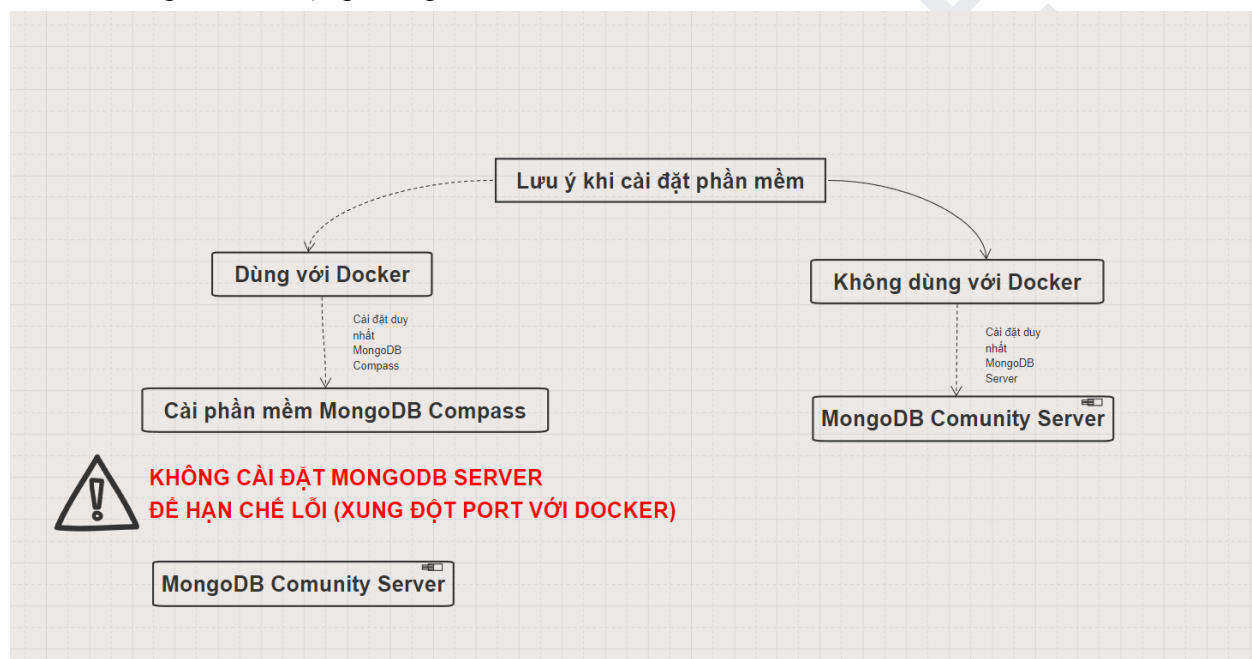 Lưu ý khi cài đặt phần mềm
Dùng với Docker
Không dùng với Docker
Cài đặt duy
nhất
MongoDB
Compass
Cài đặt duy
nhất
MongoDB
Server
Cài phần mềm MongoDB Compass
MongoDB Comunity Server
KHÔNG CÀI ĐẶT MONGODB SERVER
ĐỂ HẠN CHẾ LỖI (XUNG ĐỘT PORT VỚI DOCKER)
MongoDB Comunity Server